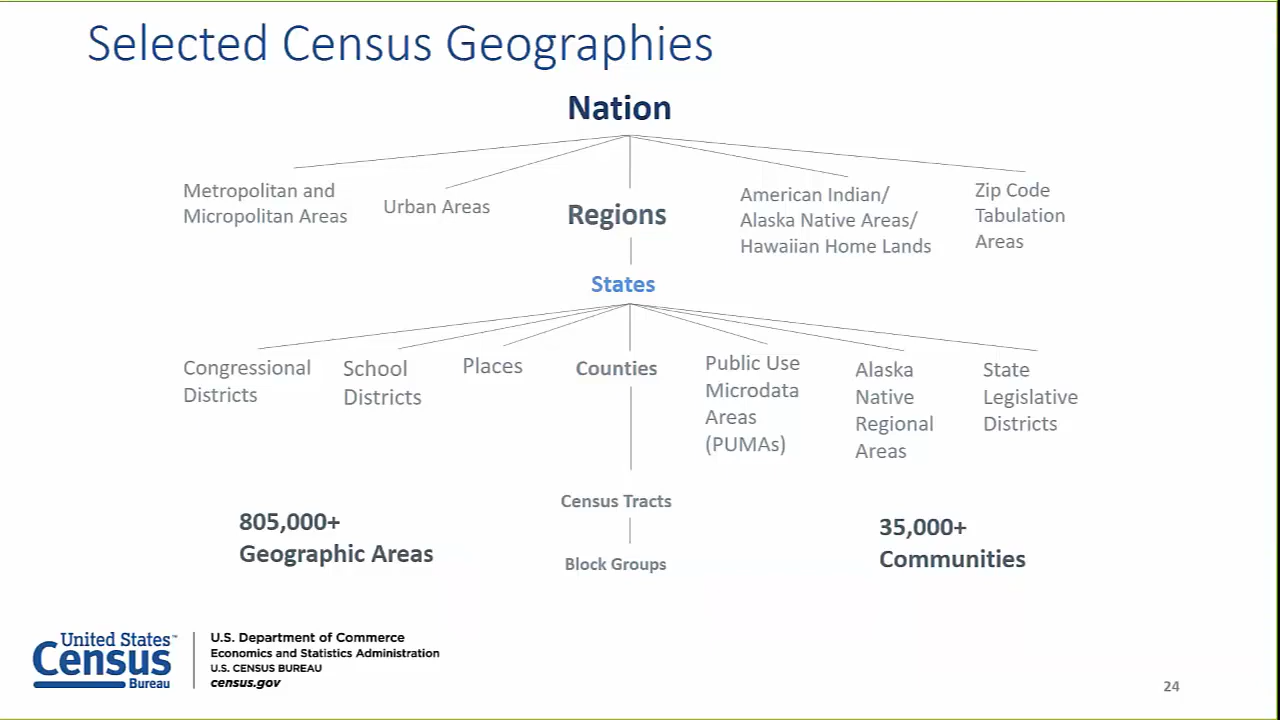 Selected Census Geographies
Nation
Metropolitan and
Micropolitan Areas
Urban Areas
Regions
American Indian/
Alaska Native Areas/
Hawaiian Home Lands
Zip Code
Tabulation
Areas
States
Congressional
Districts
School
Districts
Places
Counties
Public Use
Microdata
Areas
(PUMAs)
Alaska
Native
Regional
Areas
State
Legislative
Districts
Census Tracts
Block Groups
805,000+
Geographic Areas
35,000+
Communities
United States™
Census
Bureau
U.S. Department of Commerce
Economics and Statistics Administration
U.S. CENSUS BUREAU
census.gov
24